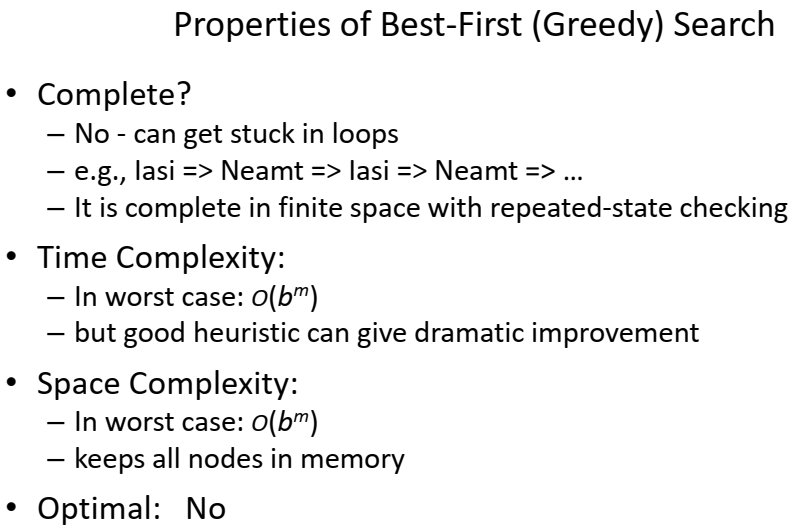 Properties of Best-First (Greedy) Search
• Complete?
– No - can get stuck in loops
– e.g., Iasi => Neamt => Iasi => Neamt => …
– It is complete in finite space with repeated-state checking
• Time Complexity:
– In worst case: O(bᵐ)
– but good heuristic can give dramatic improvement
• Space Complexity:
– In worst case: O(bᵐ)
– keeps all nodes in memory
• Optimal: No